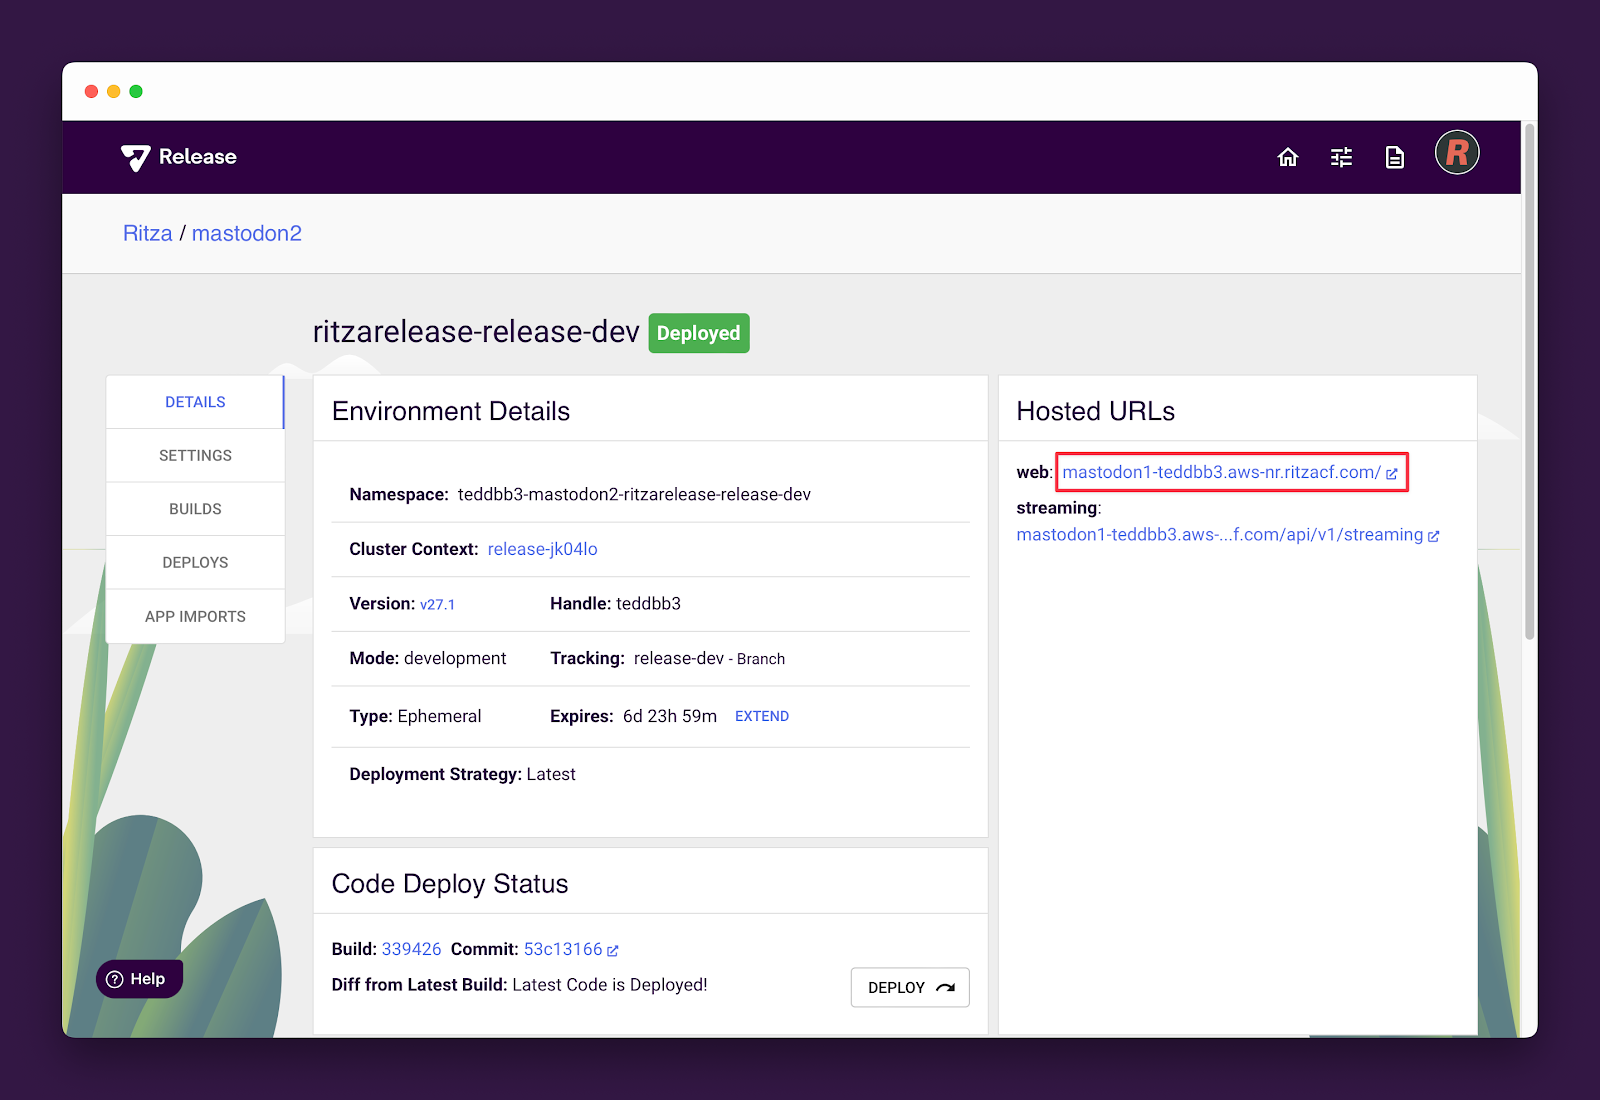 Release
R
Ritza / mastodon2
ritzarelease-release-dev Deployed
DETAILS
SETTINGS
BUILDS
DEPLOYS
APP IMPORTS
Environment Details
Namespace: teddbb3-mastodon2-ritzarelease-release-dev
Cluster Context: release-jk04lo
Version: v27.1 Handle: teddbb3
Mode: development Tracking: release-dev - Branch
Type: Ephemeral Expires: 6d 23h 59m EXTEND
Deployment Strategy: Latest
Code Deploy Status
Build: 339426 Commit: 53c13166
Diff from Latest Build: Latest Code is Deployed!
DEPLOY
Hosted URLs
web: mastodon1-teddbb3.aws-nr.ritzacf.com/
streaming:
mastodon1-teddbb3.aws-...f.com/api/v1/streaming
? Help